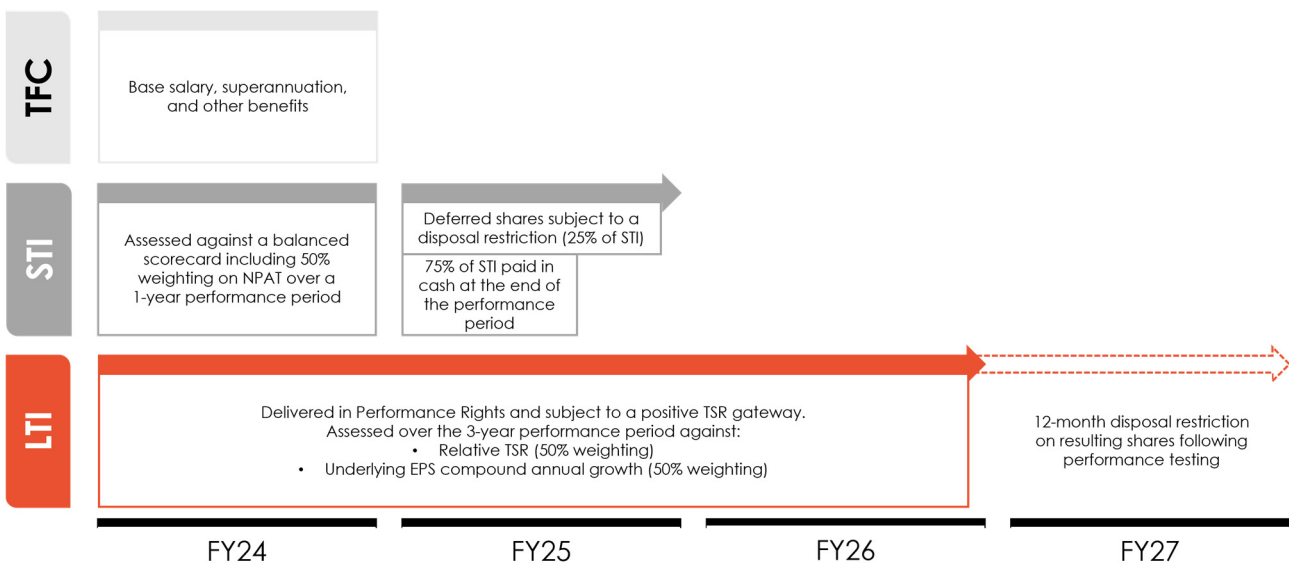 TFC
Base salary, superannuation,
and other benefits
STI
Assessed against a balanced
scorecard including 50%
weighting on NPAT over a
1-year performance period
Deferred shares subject to a
disposal restriction (25% of STI)
75% of STI paid in
cash at the end of
the performance
period
LTI
Delivered in Performance Rights and subject to a positive TSR gateway.
Assessed over the 3-year performance period against:
• Relative TSR (50% weighting)
• Underlying EPS compound annual growth (50% weighting)
12-month disposal restriction
on resulting shares following
performance testing
FY24
FY25
FY26
FY27